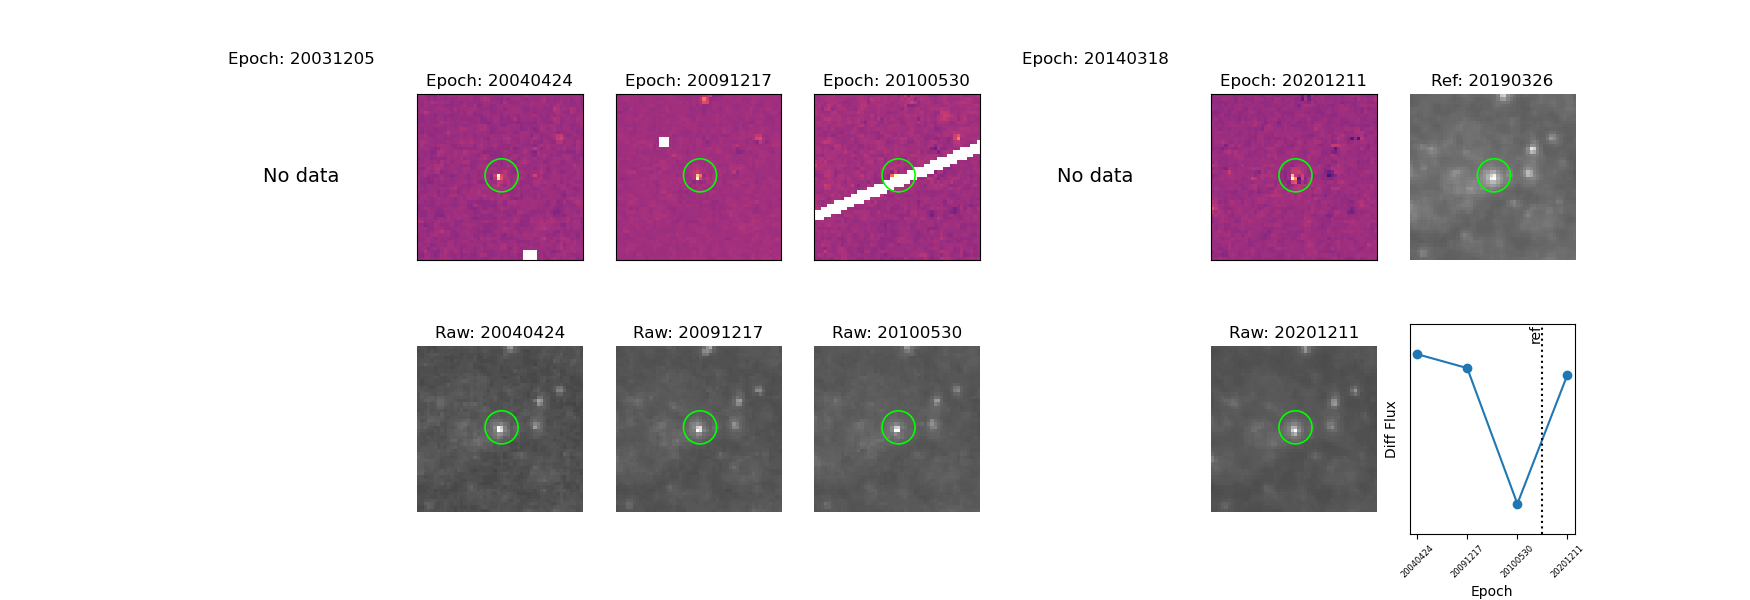 Epoch: 20031205
Epoch: 20040424
Epoch: 20091217
Epoch: 20100530
Epoch: 20140318
Epoch: 20201211
Ref: 20190326
No data
No data
Raw: 20040424
Raw: 20091217
Raw: 20100530
Raw: 20201211
ref
Diff Flux
20040424
20091217
20100530
20201211
Epoch